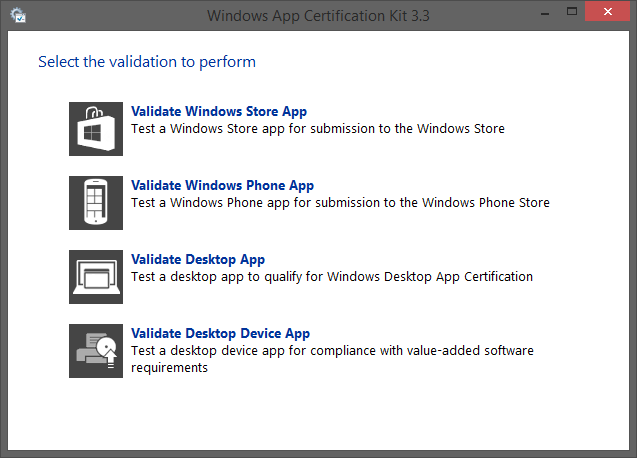 Windows App Certification Kit 3.3
Select the validation to perform
Validate Windows Store App
Test a Windows Store app for submission to the Windows Store
Validate Windows Phone App
Test a Windows Phone app for submission to the Windows Phone Store
Validate Desktop App
Test a desktop app to qualify for Windows Desktop App Certification
Validate Desktop Device App
Test a desktop device app for compliance with value-added software
requirements